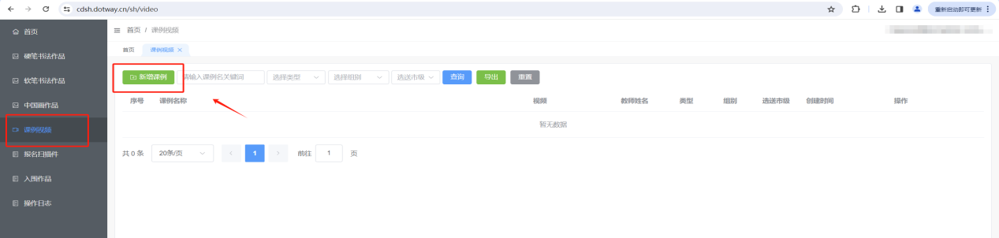 cdsh.dotway.cn/sh/video
重新启动即可更新
首页
硬笔书法作品
软笔书法作品
中国画作品
课例视频
报名扫描件
入围作品
操作日志
首页 / 课例视频
首页 课例视频 ×
新增课例 请输入课例名关键词 选择类型 选择组别 选送市级 查询 导出 重置
序号 课例名称 视频 教师姓名 类型 组别 选送市级 创建时间 操作
暂无数据
共 0 条 20条/页 < 1 > 前往 1 页